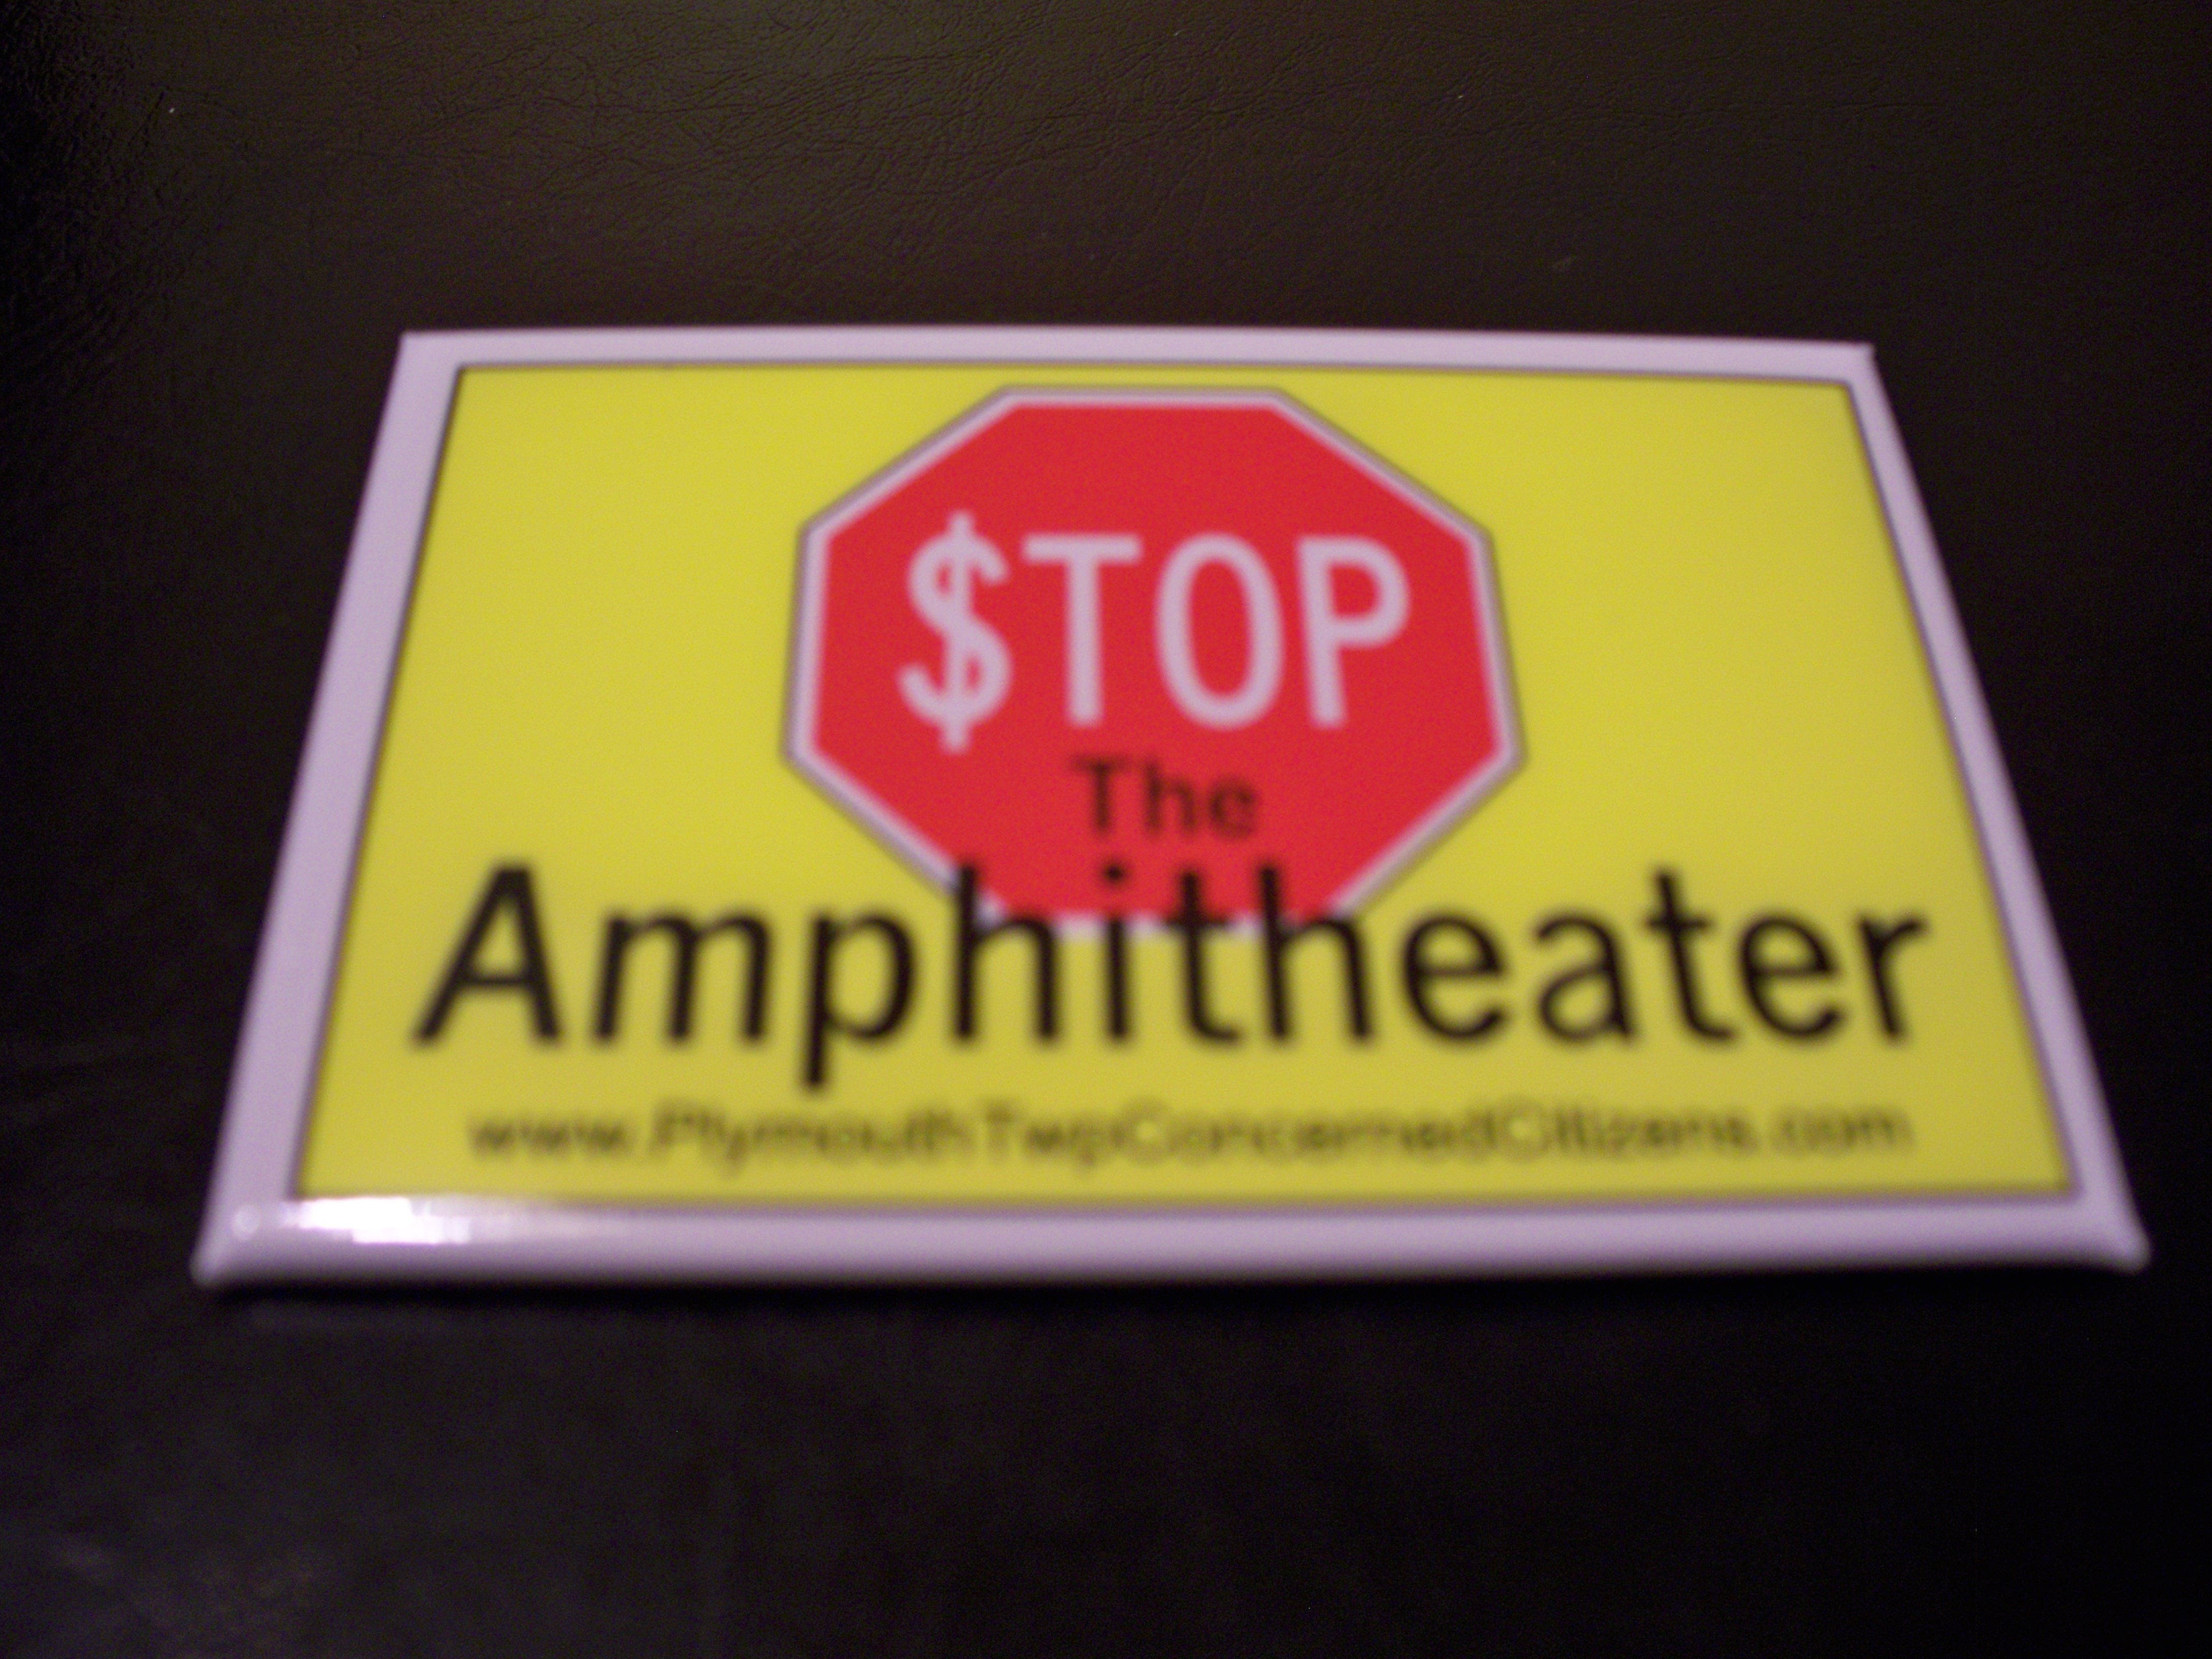 $TOP
The
Amphitheater
www.PlymouthTwpConcernedCitizens.com